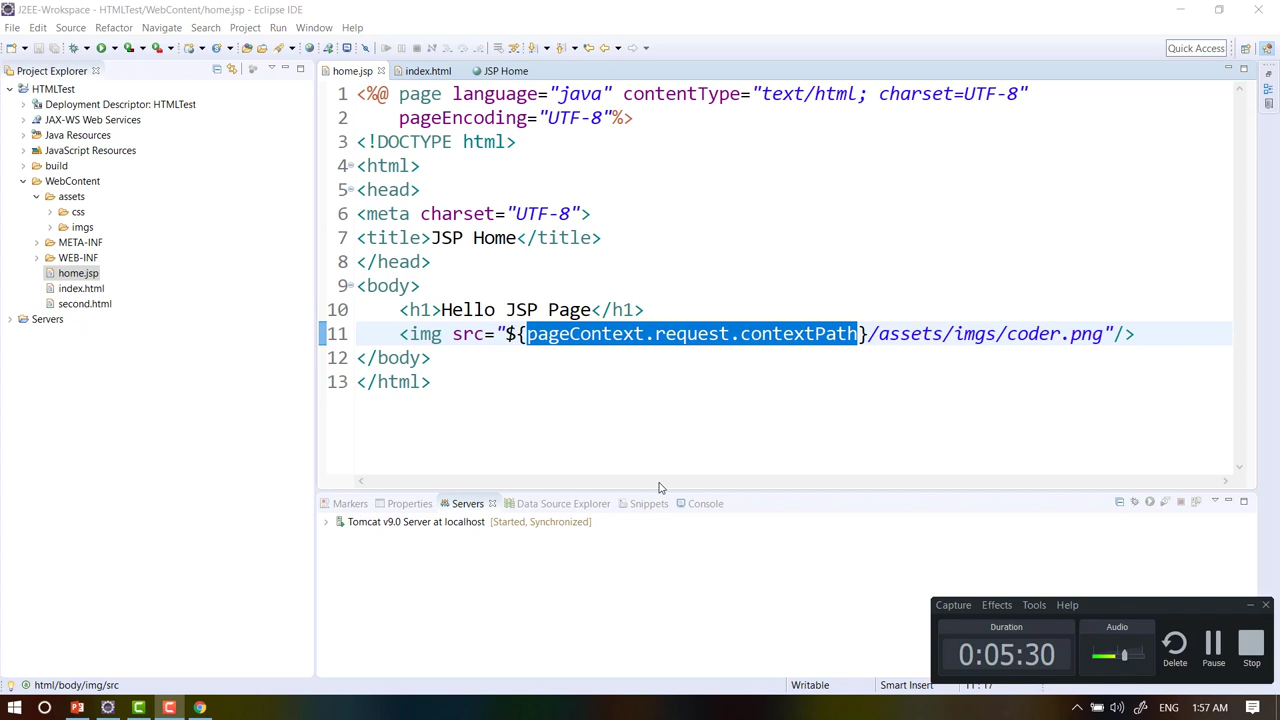 J2EE-Wrokspace - HTMLTest/WebContent/home.jsp - Eclipse IDE
File Edit Source Refactor Navigate Search Project Run Window Help
Quick Access
Project Explorer
HTMLTest
Deployment Descriptor: HTMLTest
JAX-WS Web Services
Java Resources
JavaScript Resources
build
WebContent
assets
css
imgs
META-INF
WEB-INF
home.jsp
index.html
second.html
Servers
home.jsp index.html JSP Home
1 <%@ page language="java" contentType="text/html; charset=UTF-8"
2 pageEncoding="UTF-8"%>
3 <!DOCTYPE html>
4 <html>
5 <head>
6 <meta charset="UTF-8">
7 <title>JSP Home</title>
8 </head>
9 <body>
10 <h1>Hello JSP Page</h1>
11 <img src="${pageContext.request.contextPath}/assets/imgs/coder.png"/>
12 </body>
13 </html>
Markers Properties Servers Data Source Explorer Snippets Console
Tomcat v9.0 Server at localhost [Started, Synchronized]
Capture Effects Tools Help
Duration Audio
0:05:30
Delete Pause Stop
html/body/img/src Writable Smart Insert
ENG 1:57 AM